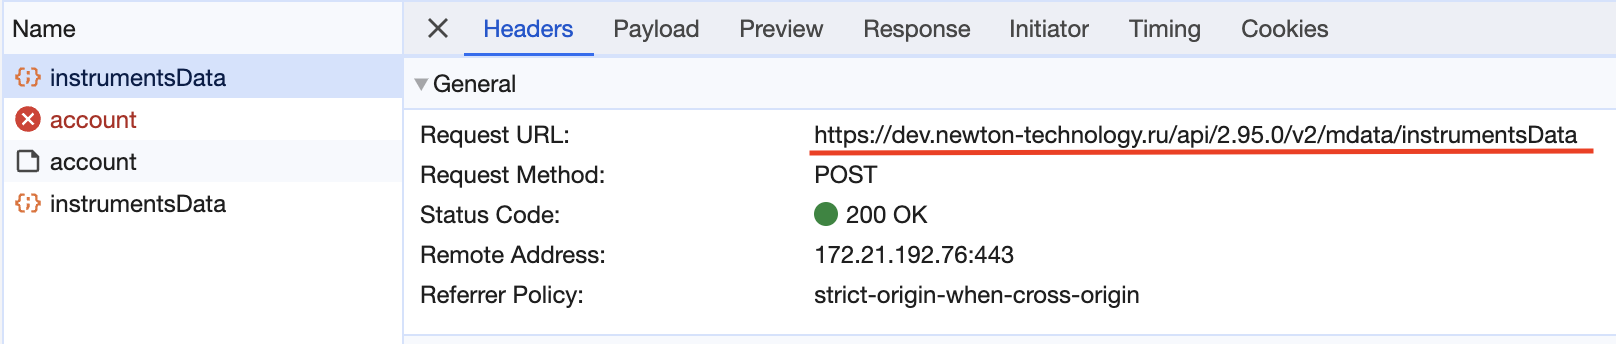 Name
Headers Payload Preview Response Initiator Timing Cookies
instrumentsData
account
account
instrumentsData
General
Request URL: https://dev.newton-technology.ru/api/2.95.0/v2/mdata/instrumentsData
Request Method: POST
Status Code: 200 OK
Remote Address: 172.21.192.76:443
Referrer Policy: strict-origin-when-cross-origin